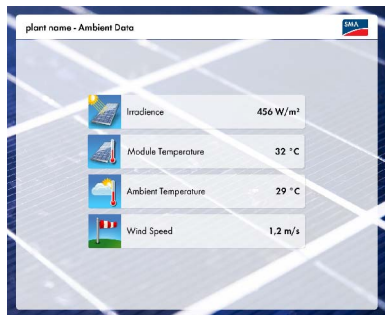 plant name - Ambient Data
SMA
Irradience
456 W/m²
Module Temperature
32 °C
Ambient Temperature
29 °C
Wind Speed
1,2 m/s